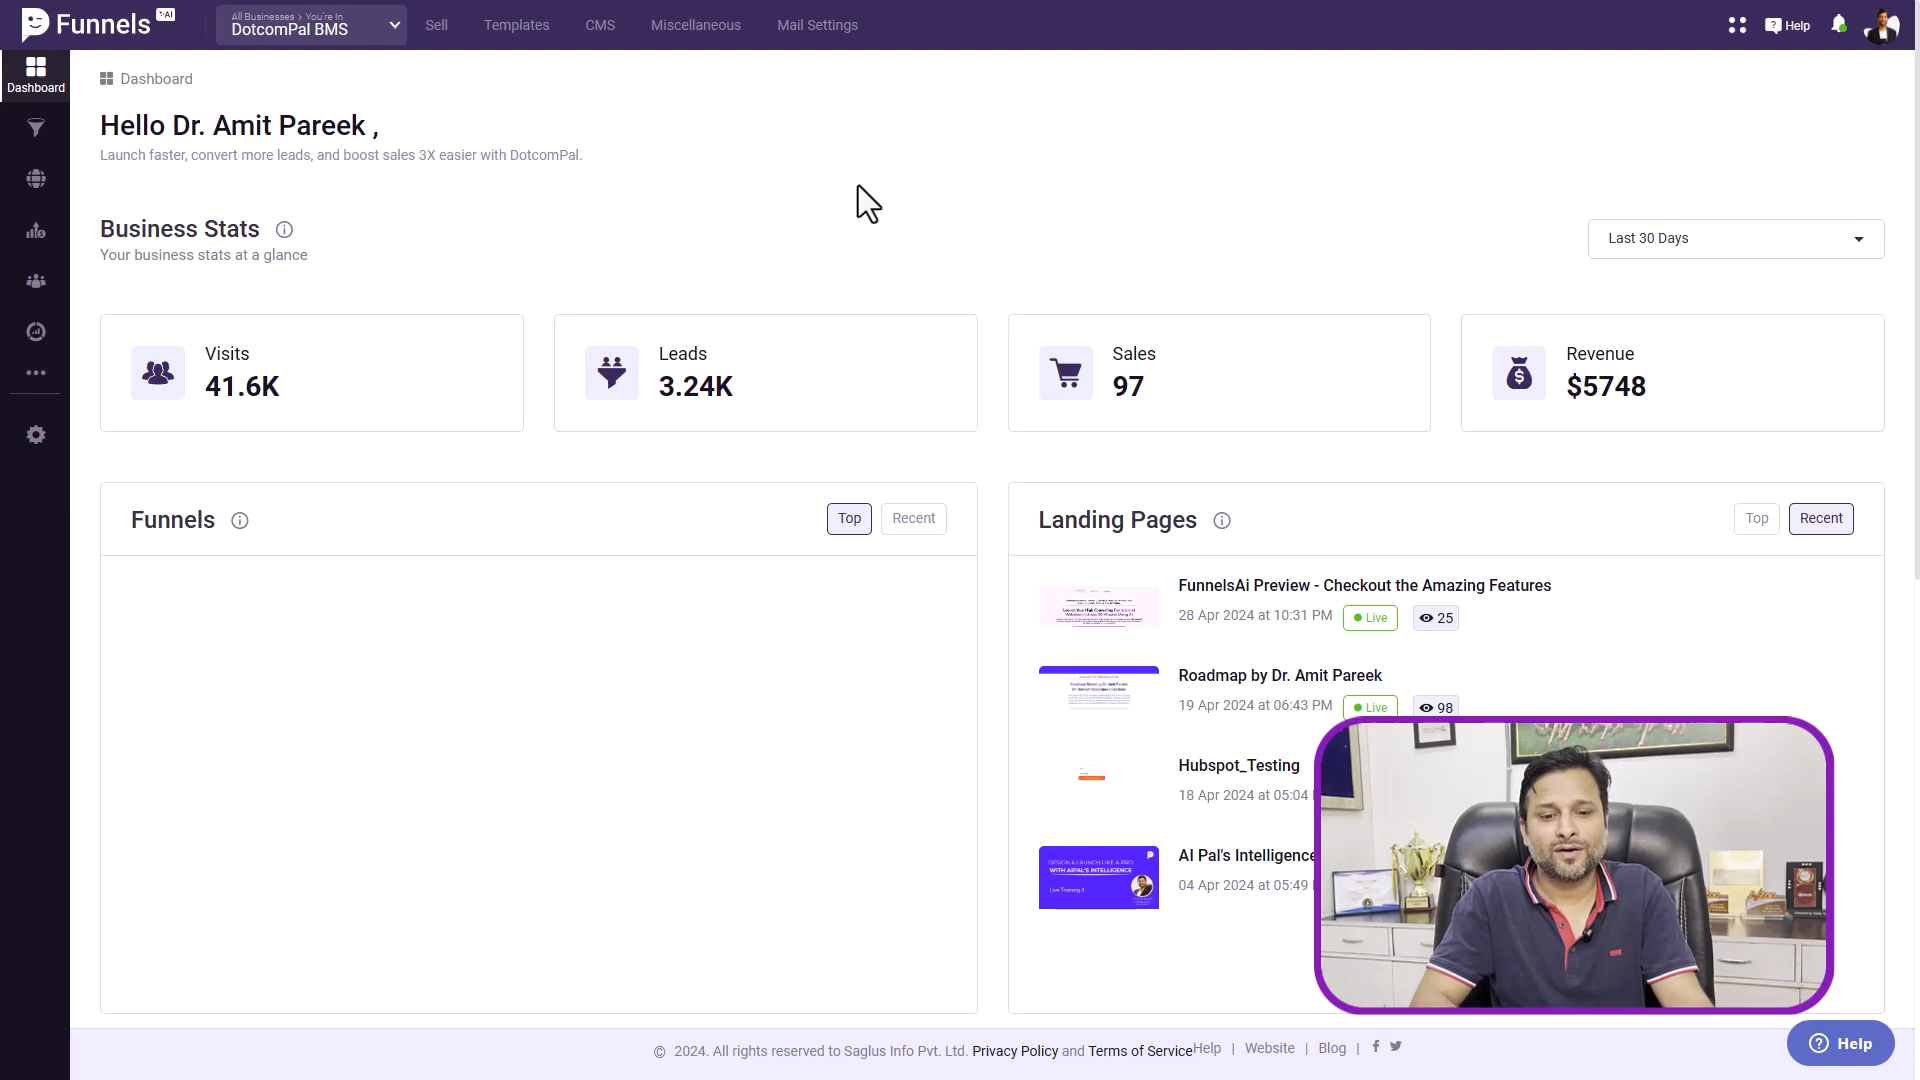 Funnels AI
All Businesses > You're In
DotcomPal BMS
Sell
Templates
CMS
Miscellaneous
Mail Settings
Help
Dashboard
Dashboard
Hello Dr. Amit Pareek ,
Launch faster, convert more leads, and boost sales 3X easier with DotcomPal.
Business Stats
Your business stats at a glance
Last 30 Days
Visits
41.6K
Leads
3.24K
Sales
97
Revenue
$5748
Funnels
Top
Recent
Landing Pages
Top
Recent
FunnelsAi Preview - Checkout the Amazing Features
28 Apr 2024 at 10:31 PM
Live
25
Roadmap by Dr. Amit Pareek
19 Apr 2024 at 06:43 PM
Live
98
Hubspot_Testing
18 Apr 2024 at 05:04
AI Pal's Intelligence
04 Apr 2024 at 05:49
DESIGN & LAUNCH LIKE A PRO
WITH AIPAL'S INTELLIGENCE
Live Training #
© 2024. All rights reserved to Saglus Info Pvt. Ltd. Privacy Policy and Terms of Service
Help | Website | Blog |
Help